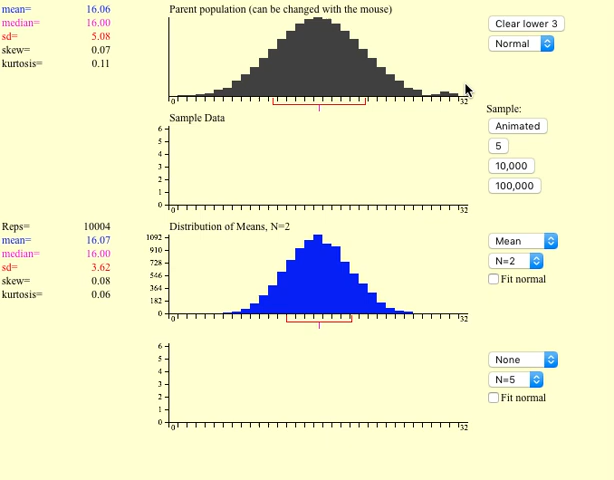 mean= 16.06
median= 16.00
sd= 5.08
skew= 0.07
kurtosis= 0.11
Parent population (can be changed with the mouse)
0 32
Clear lower 3
Normal
Sample:
Animated
5
10,000
100,000
Sample Data
6
5
4
3
2
1
0
0 32
Reps= 10004
mean= 16.07
median= 16.00
sd= 3.62
skew= 0.08
kurtosis= 0.06
Distribution of Means, N=2
1092
910
728
546
364
182
0
0 32
Mean
N=2
Fit normal
6
5
4
3
2
1
0
0 32
None
N=5
Fit normal